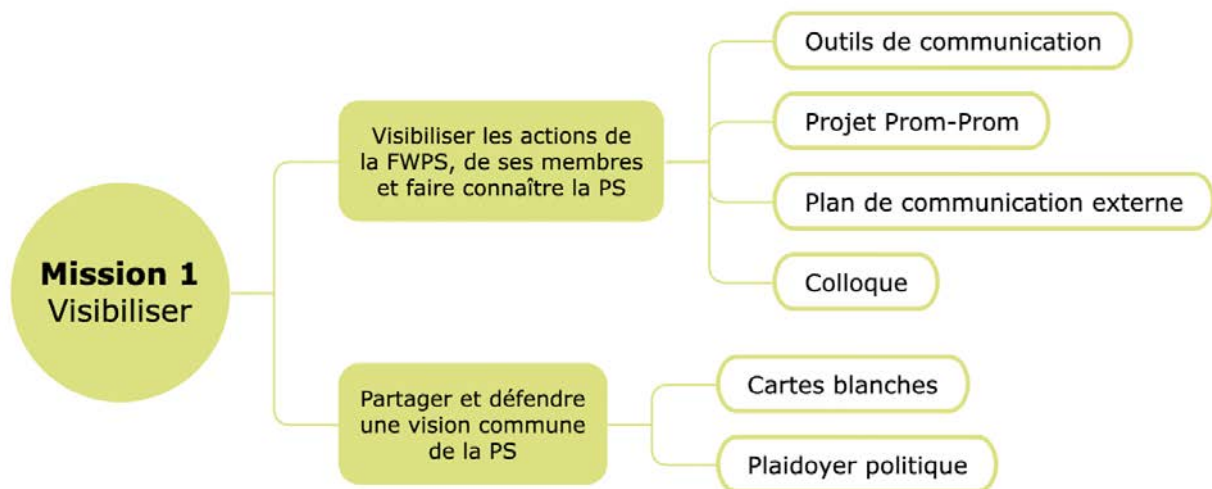 Mission 1
Visibiliser
Visibiliser les actions de
la FWPS, de ses membres
et faire connaître la PS
Outils de communication
Projet Prom-Prom
Plan de communication externe
Colloque
Partager et défendre
une vision commune
de la PS
Cartes blanches
Plaidoyer politique